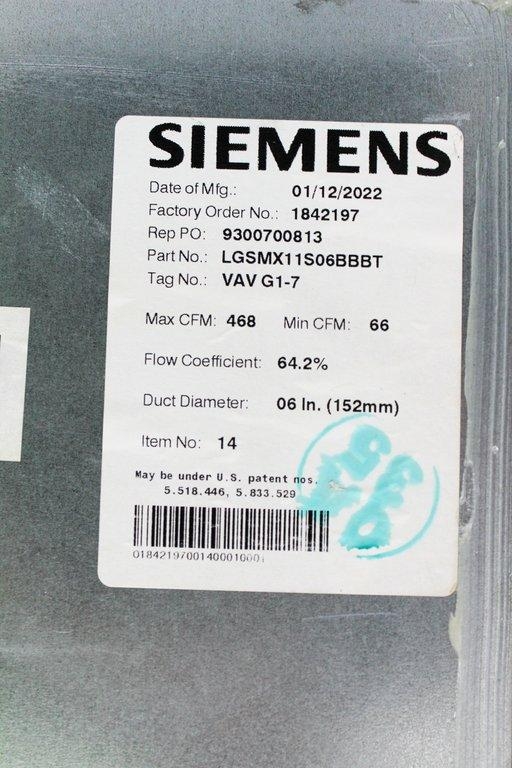 SIEMENS
Date of Mfg.: 01/12/2022
Factory Order No.: 1842197
Rep PO: 9300700813
Part No.: LGSMX11S06BBBT
Tag No.: VAV G1-7
Max CFM: 468 Min CFM: 66
Flow Coefficient: 64.2%
Duct Diameter: 06 In. (152mm)
Item No: 14
May be under U.S. patent nos.
5.518.446, 5.833.529